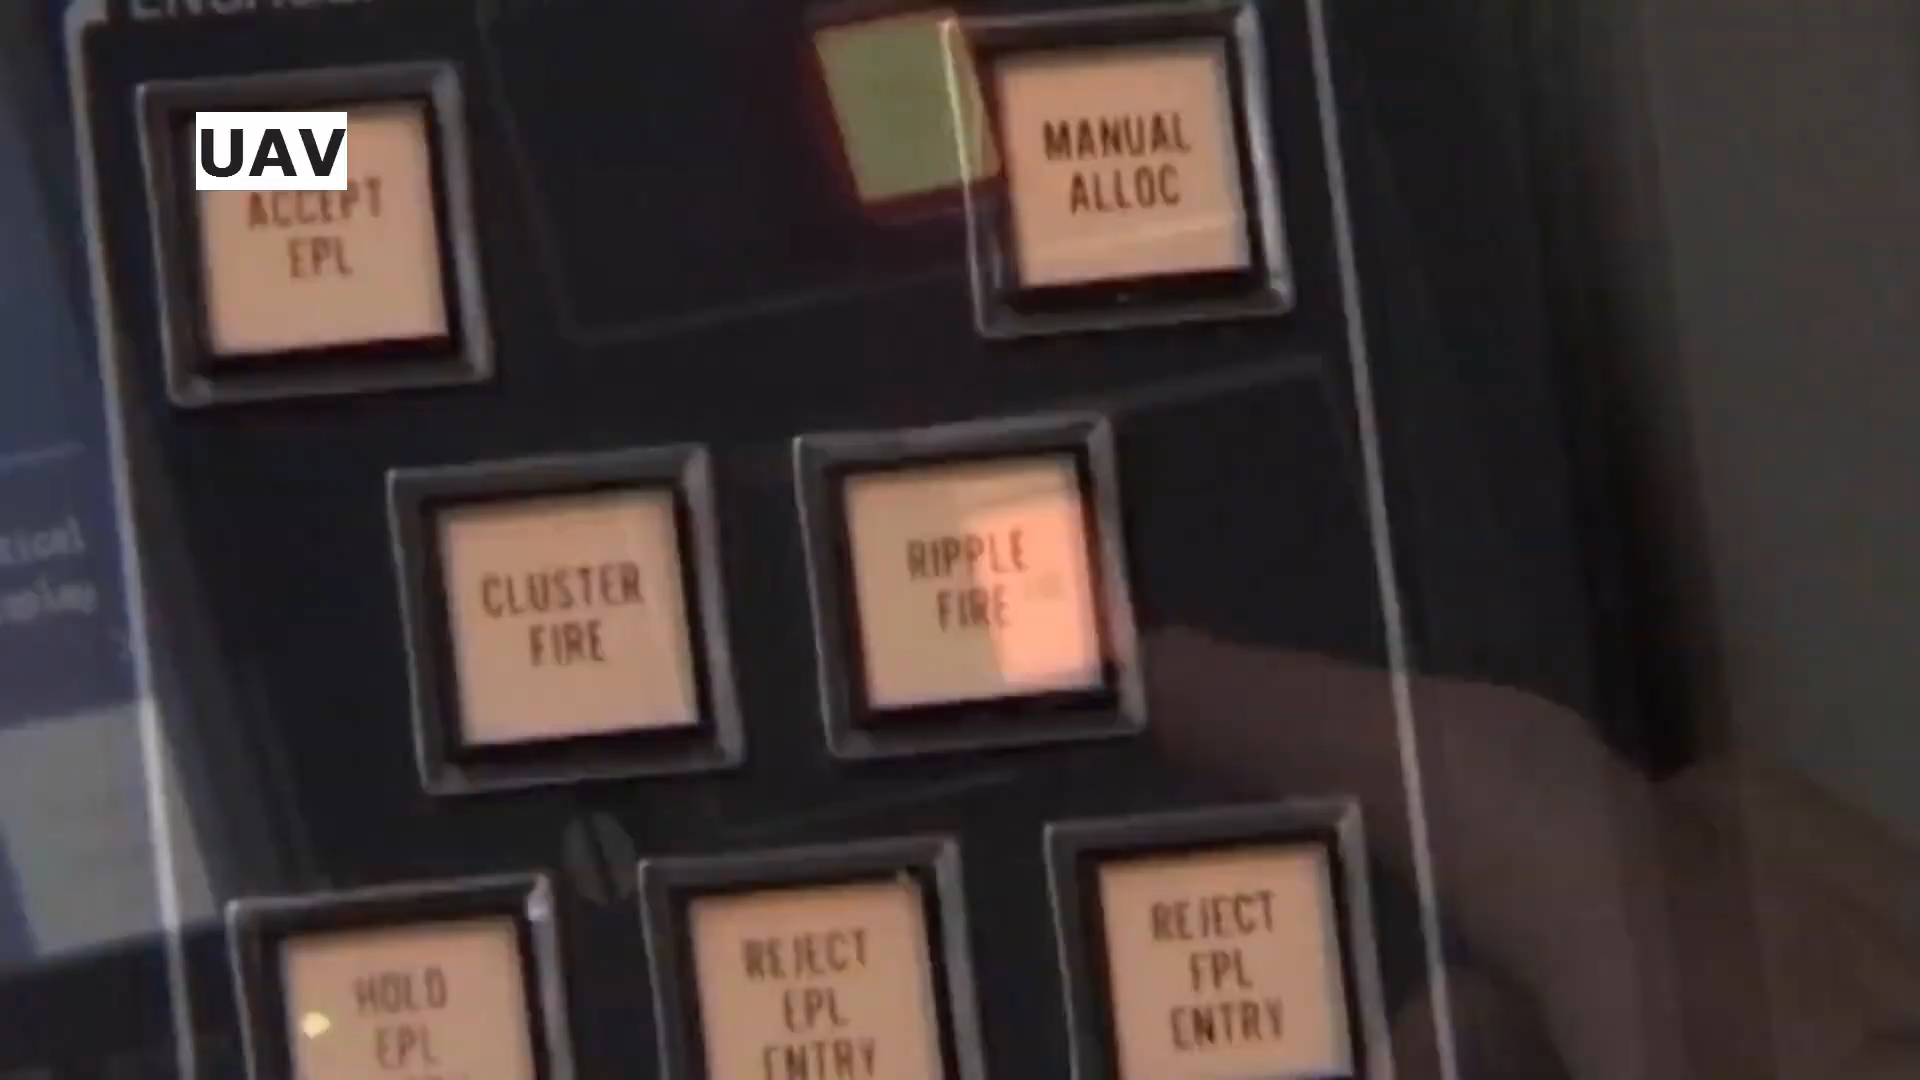 UAV
ACCEPT
EPL
MANUAL
ALLOC
CLUSTER
FIRE
RIPPLE
FIRE
HOLD
EPL
REJECT
EPL
ENTRY
REJECT
FPL
ENTRY